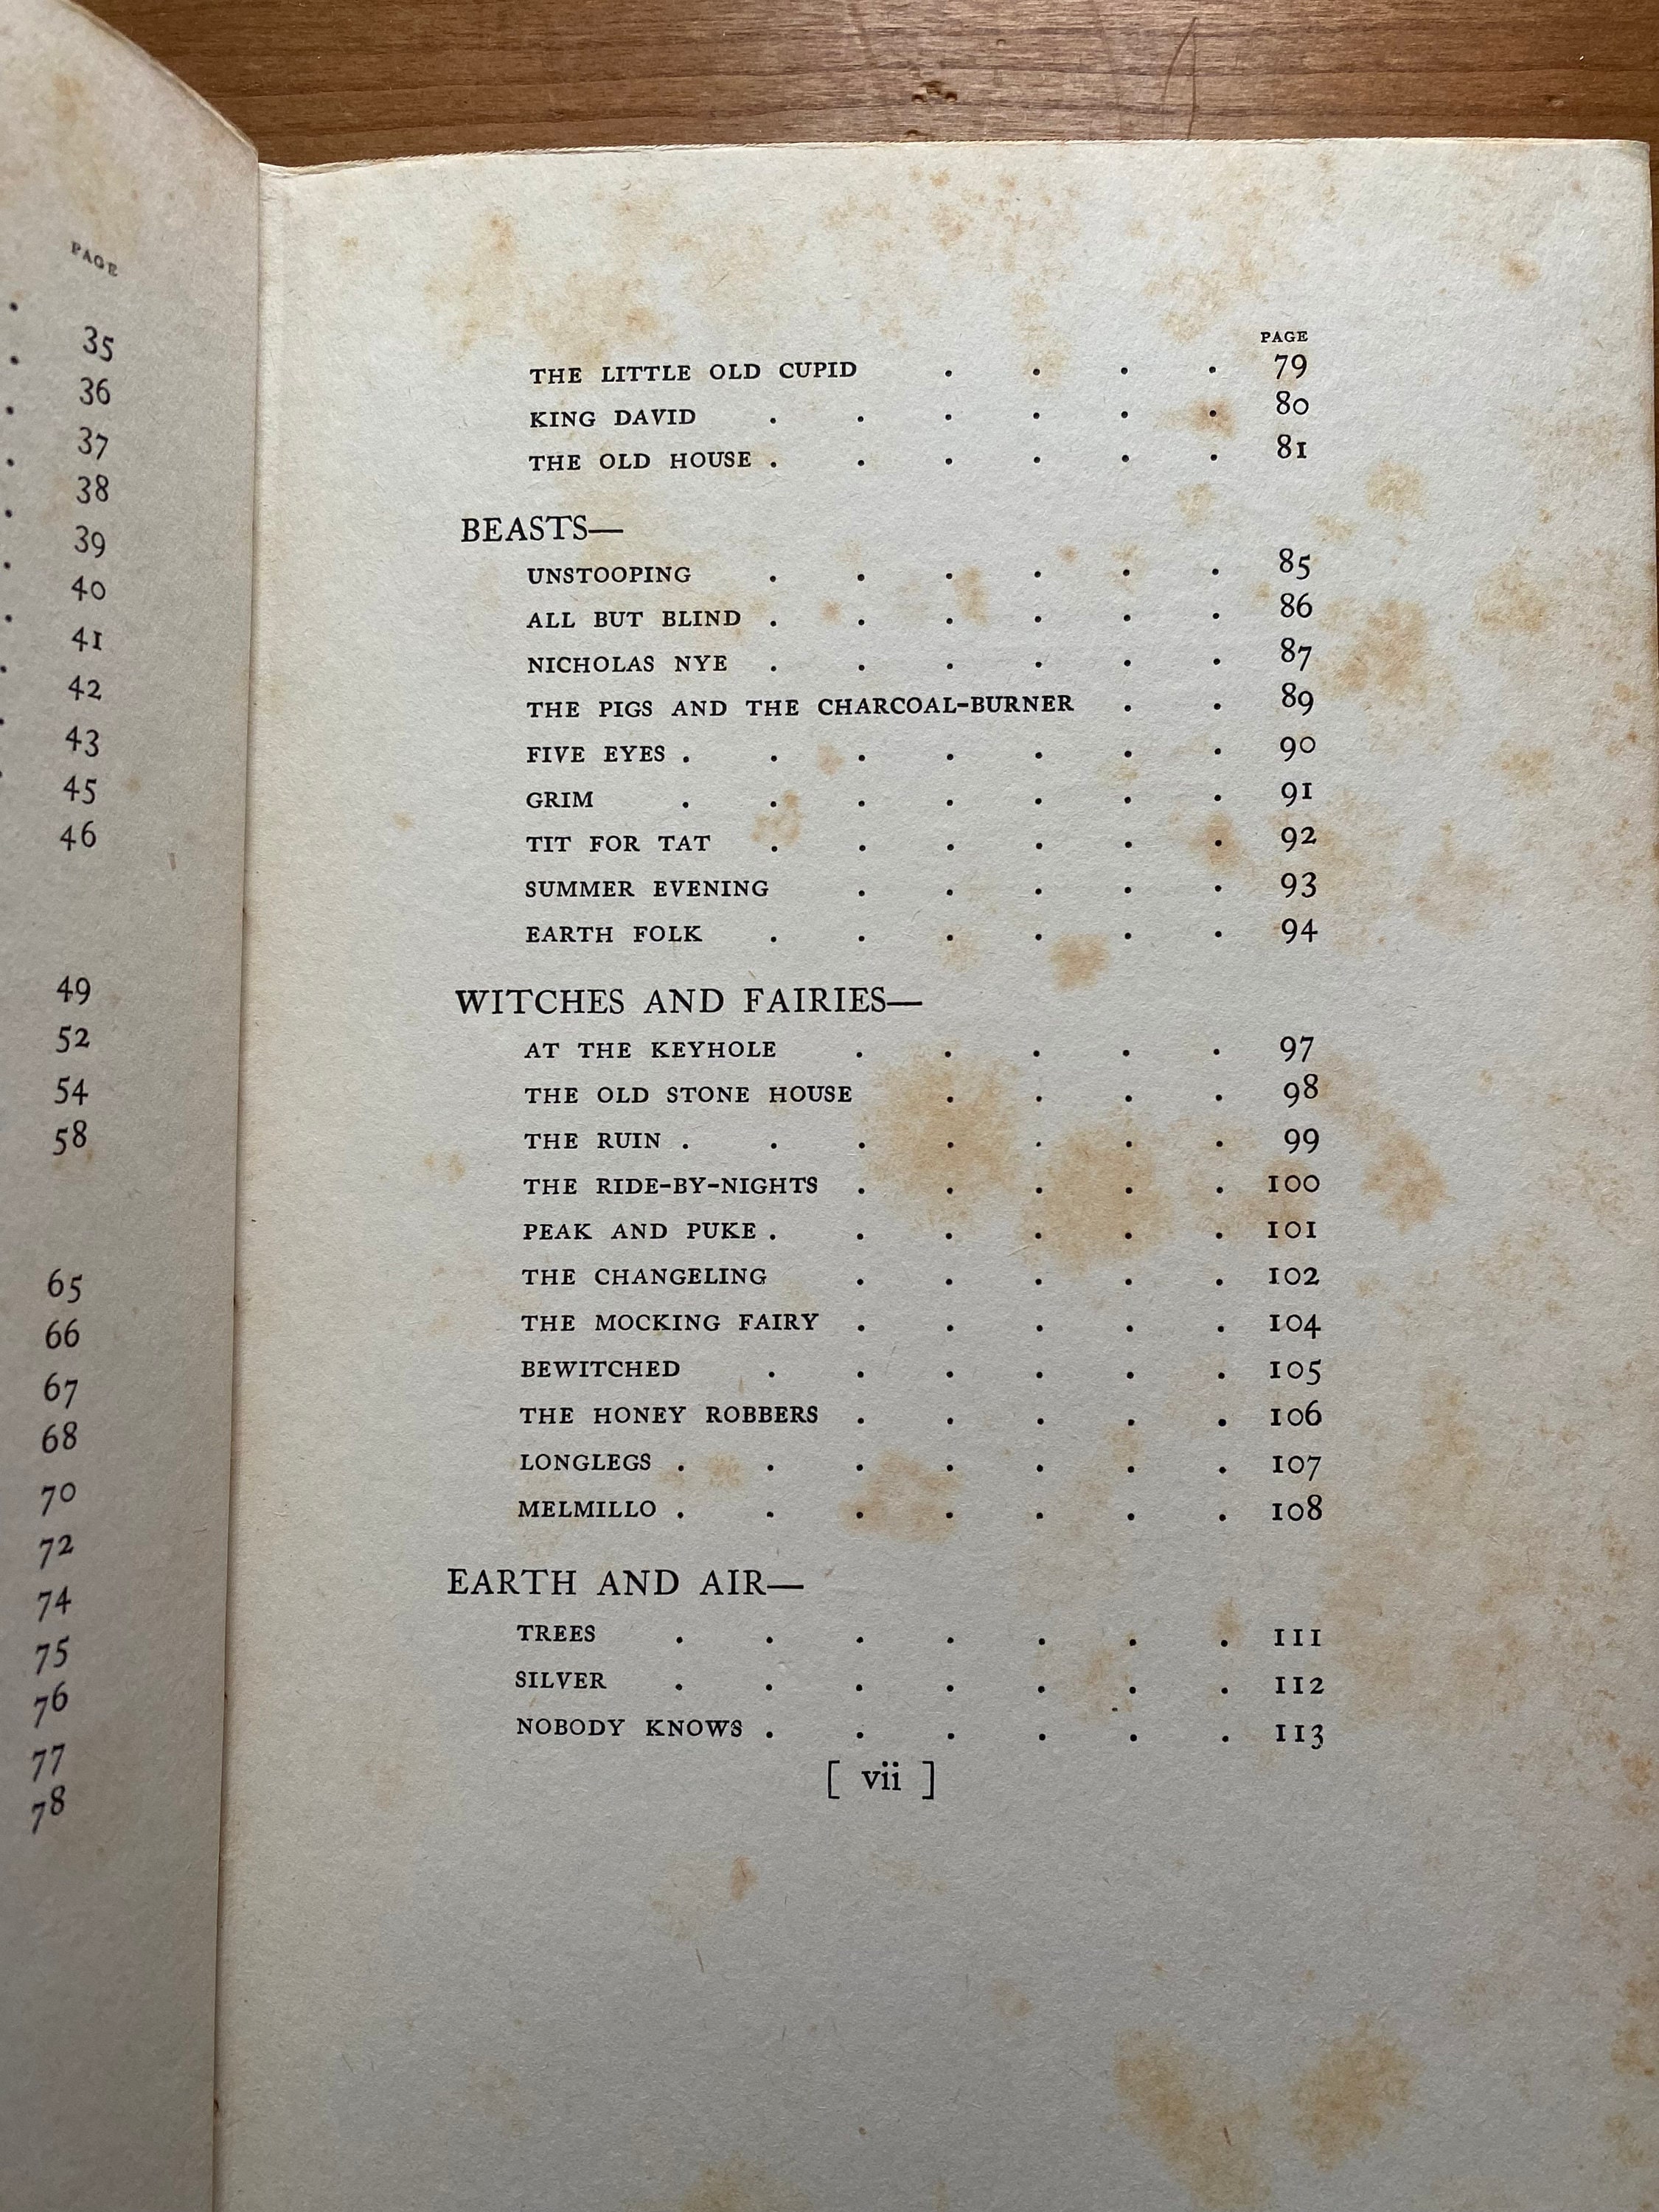 PAGE
35
36
37
38
39
40
41
42
43
45
46
49
52
54
58
65
66
67
68
70
72
74
75
76
77
78
PAGE
THE LITTLE OLD CUPID . . . . 79
KING DAVID . . . . . . 80
THE OLD HOUSE . . . . . . 81
BEASTS—
UNSTOOPING . . . . . . 85
ALL BUT BLIND . . . . . . 86
NICHOLAS NYE . . . . . . 87
THE PIGS AND THE CHARCOAL-BURNER . . 89
FIVE EYES . . . . . . . 90
GRIM . . . . . . . 91
TIT FOR TAT . . . . . . 92
SUMMER EVENING . . . . . 93
EARTH FOLK . . . . . . 94
WITCHES AND FAIRIES—
AT THE KEYHOLE . . . . . 97
THE OLD STONE HOUSE . . . . 98
THE RUIN . . . . . . . 99
THE RIDE-BY-NIGHTS . . . . . 100
PEAK AND PUKE . . . . . . 101
THE CHANGELING . . . . . 102
THE MOCKING FAIRY . . . . . 104
BEWITCHED . . . . . . 105
THE HONEY ROBBERS . . . . . 106
LONGLEGS . . . . . . . 107
MELMILLO . . . . . . . 108
EARTH AND AIR—
TREES . . . . . . . 111
SILVER . . . . . . . 112
NOBODY KNOWS . . . . . . 113
[ vii ]